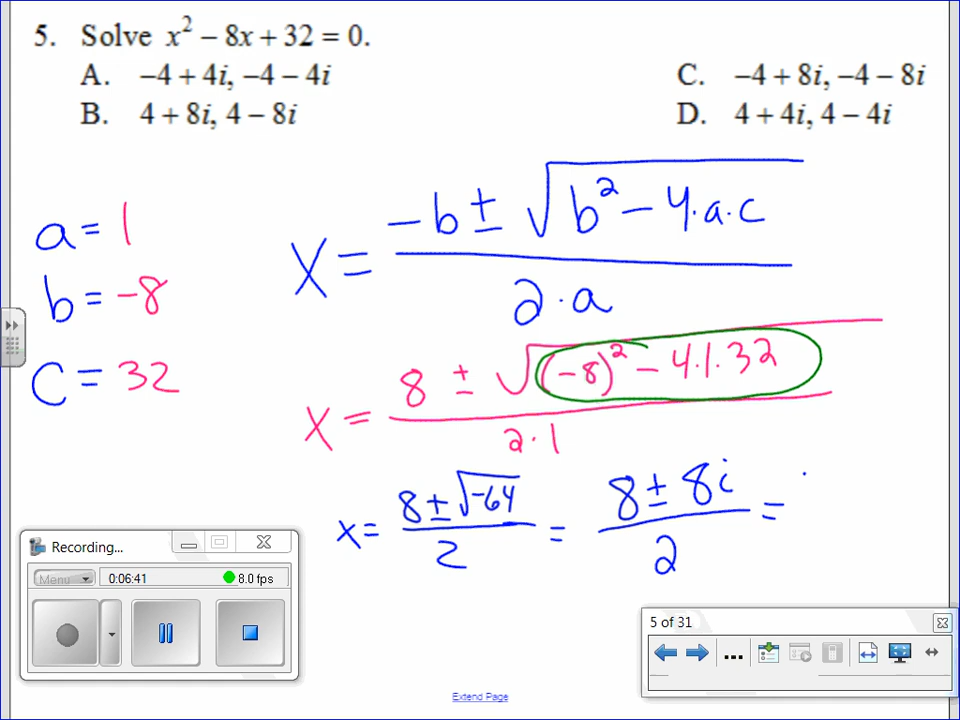 5. Solve x² − 8x + 32 = 0.
A. −4 + 4i, −4 − 4i
C. −4 + 8i, −4 − 8i
B. 4 + 8i, 4 − 8i
D. 4 + 4i, 4 − 4i
a = 1
b = -8
c = 32
x = (-b ± √(b² − 4·a·c)) / (2·a)
x = (8 ± √((-8)² − 4·1·32)) / (2·1)
x = (8 ± √-64) / 2 = (8 ± 8i) / 2 =
Recording...
Menu
0:06:41
8.0 fps
5 of 31
...
Extend Page